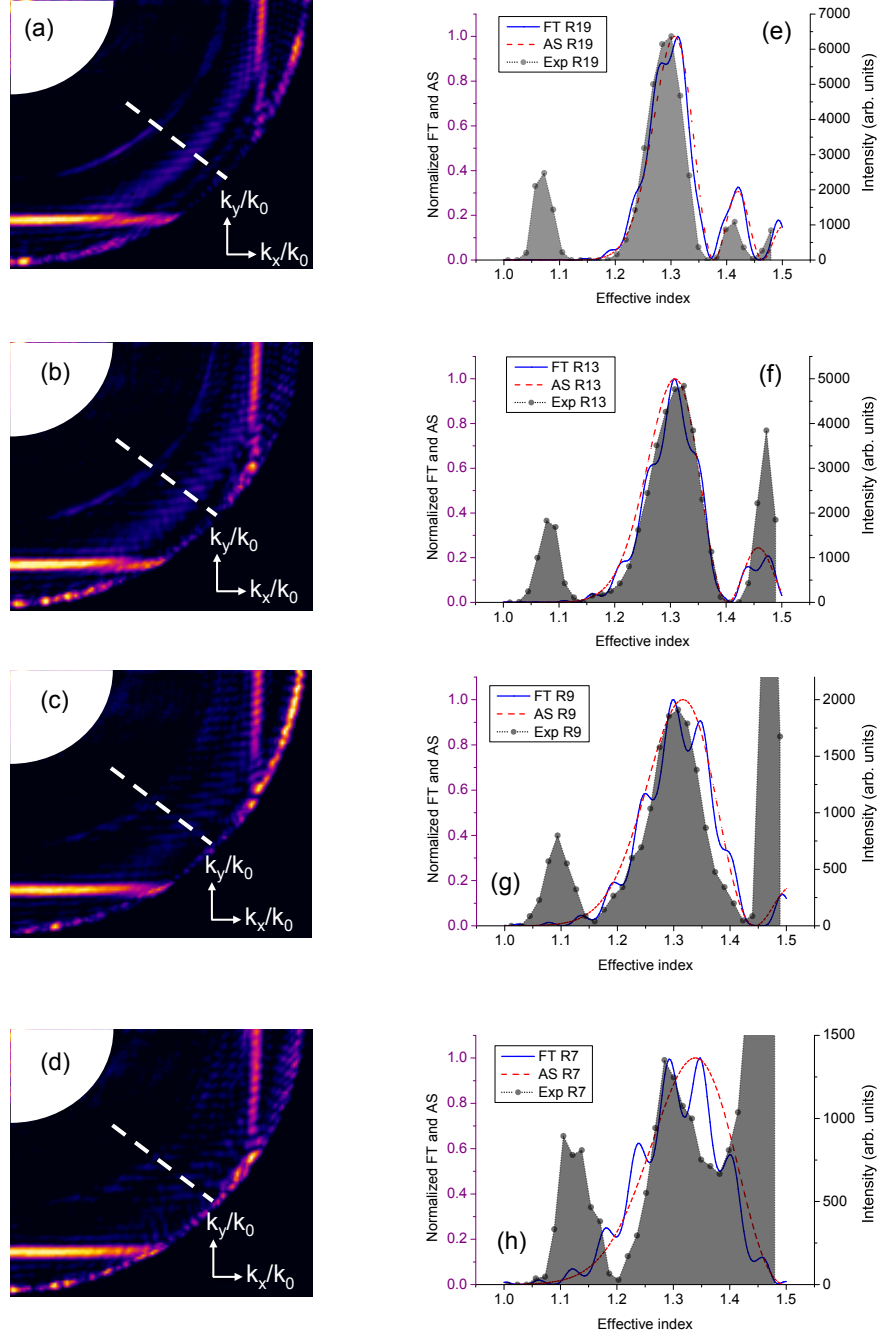 (a)
k_y/k_0
k_x/k_0
(e)
FT R19
AS R19
Exp R19
Normalized FT and AS
1.0
0.8
0.6
0.4
0.2
0.0
7000
6000
5000
4000
3000
2000
1000
0
Intensity (arb. units)
1.0 1.1 1.2 1.3 1.4 1.5
Effective index
(b)
k_y/k_0
k_x/k_0
(f)
FT R13
AS R13
Exp R13
Normalized FT and AS
1.0
0.8
0.6
0.4
0.2
0.0
5000
4000
3000
2000
1000
0
Intensity (arb. units)
1.0 1.1 1.2 1.3 1.4 1.5
Effective index
(c)
k_y/k_0
k_x/k_0
FT R9
AS R9
Exp R9
(g)
Normalized FT and AS
1.0
0.8
0.6
0.4
0.2
0.0
2000
1500
1000
500
0
Intensity (arb. units)
1.0 1.1 1.2 1.3 1.4 1.5
Effective index
(d)
k_y/k_0
k_x/k_0
FT R7
AS R7
Exp R7
(h)
Normalized FT and AS
1.0
0.8
0.6
0.4
0.2
0.0
1500
1000
500
0
Intensity (arb. units)
1.0 1.1 1.2 1.3 1.4 1.5
Effective index